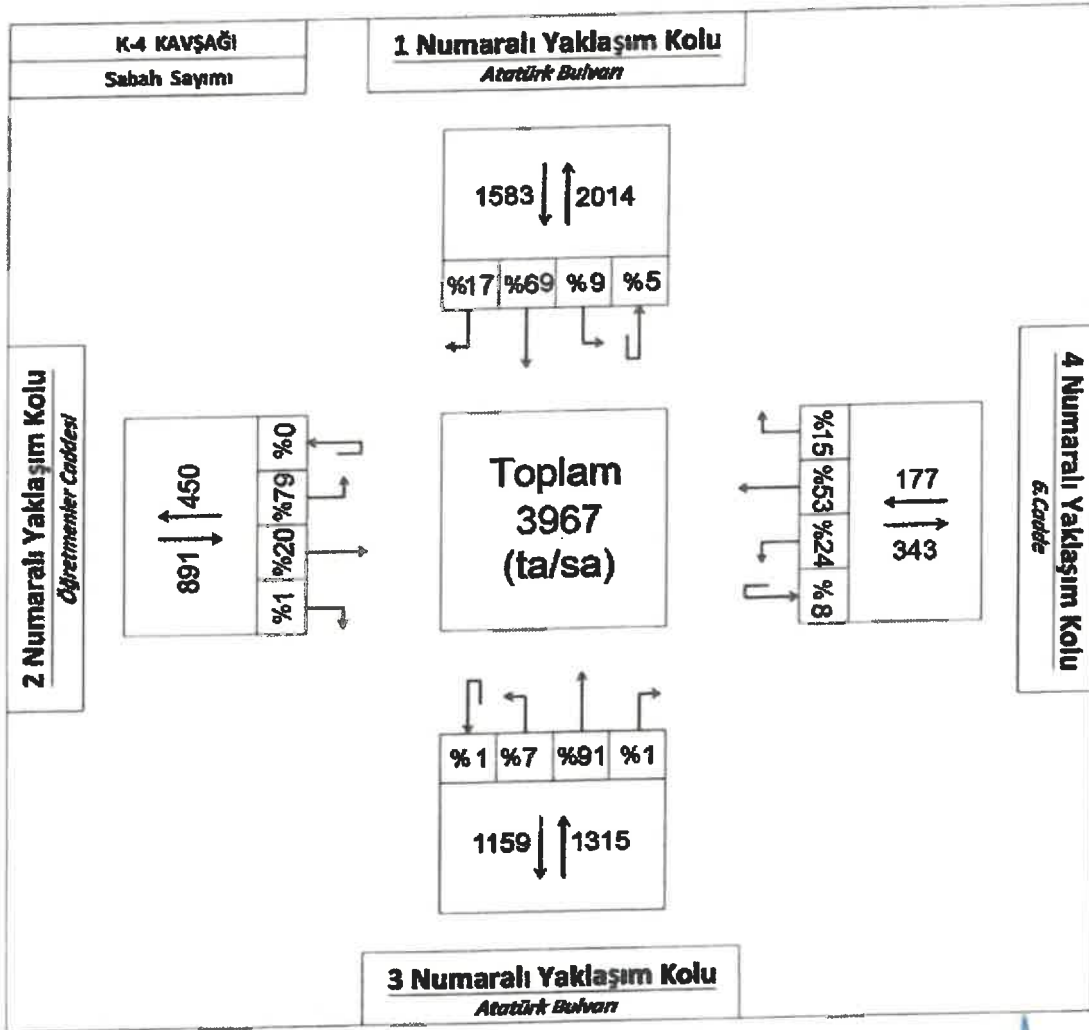 K-4 KAVŞAĞI
Sabah Sayımı
1 Numaralı Yaklaşım Kolu
Atatürk Bulvarı
1583 2014
%17 %69 %9 %5
2 Numaralı Yaklaşım Kolu
Öğretmenler Caddesi
450
891
%0
%79
%20
%1
Toplam
3967
(ta/sa)
%15
%53
%24
%8
177
343
4 Numaralı Yaklaşım Kolu
6.Cadde
%1 %7 %91 %1
1159 1315
3 Numaralı Yaklaşım Kolu
Atatürk Bulvarı